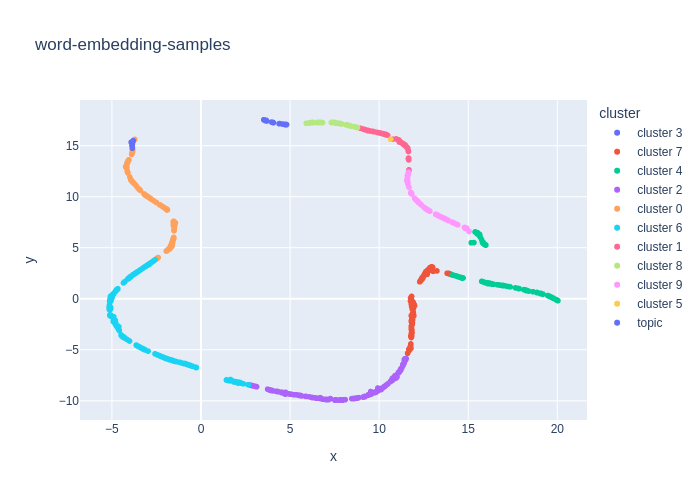 word-embedding-samples
cluster
cluster 3
cluster 7
cluster 4
cluster 2
cluster 0
cluster 6
cluster 1
cluster 8
cluster 9
cluster 5
topic
y
15
10
5
0
−5
−10
−5
0
5
10
15
20
x